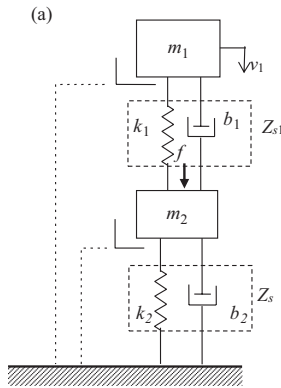 (a)
m₁
v₁
k₁ b₁ Zₛ₁
f
m₂
Zₛ
k₂ b₂